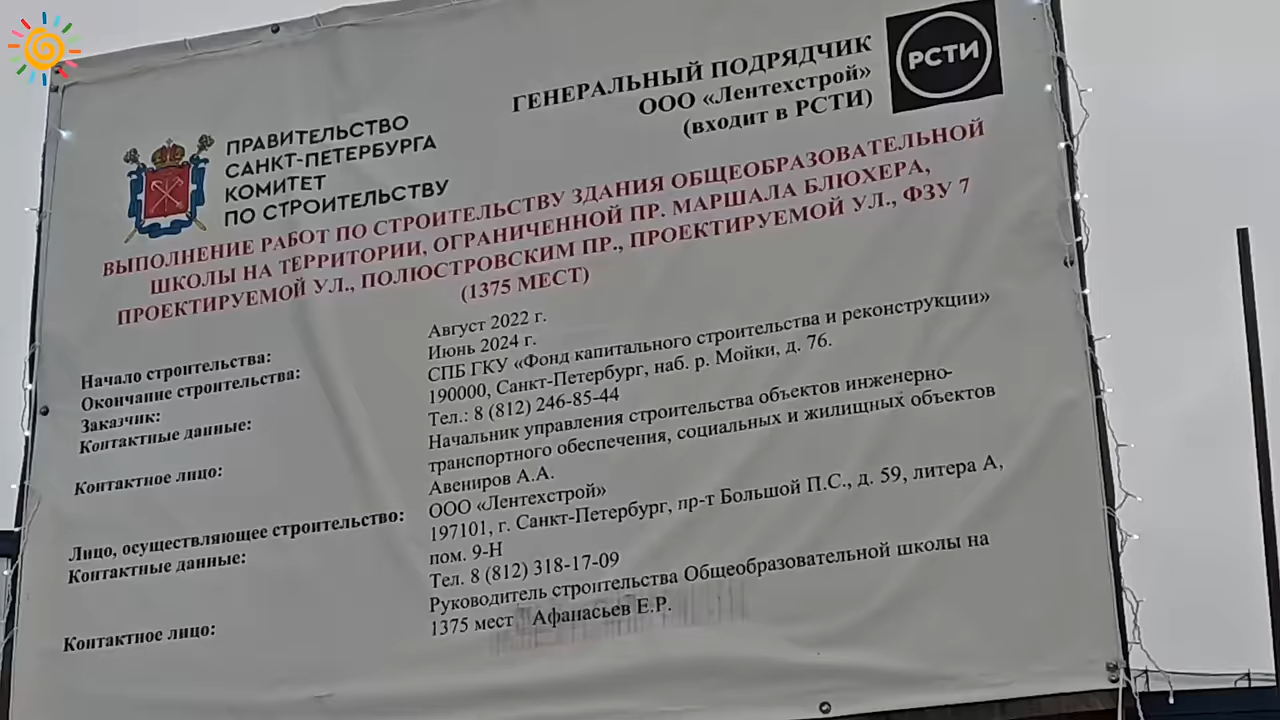 ГЕНЕРАЛЬНЫЙ ПОДРЯДЧИК
ООО «Лентехстрой»
(входит в РСТИ)
РСТИ
ПРАВИТЕЛЬСТВО
САНКТ-ПЕТЕРБУРГА
КОМИТЕТ
ПО СТРОИТЕЛЬСТВУ
ВЫПОЛНЕНИЕ РАБОТ ПО СТРОИТЕЛЬСТВУ ЗДАНИЯ ОБЩЕОБРАЗОВАТЕЛЬНОЙ
ШКОЛЫ НА ТЕРРИТОРИИ, ОГРАНИЧЕННОЙ ПР. МАРШАЛА БЛЮХЕРА,
ПРОЕКТИРУЕМОЙ УЛ., ПОЛЮСТРОВСКИМ ПР., ПРОЕКТИРУЕМОЙ УЛ., ФЗУ 7
(1375 МЕСТ)
Начало строительства: Август 2022 г.
Окончание строительства: Июнь 2024 г.
Заказчик: СПБ ГКУ «Фонд капитального строительства и реконструкции»
Контактные данные: 190000, Санкт-Петербург, наб. р. Мойки, д. 76.
Тел.: 8 (812) 246-85-44
Контактное лицо: Начальник управления строительства объектов инженерно-
транспортного обеспечения, социальных и жилищных объектов
Авениров А.А.
Лицо, осуществляющее строительство: ООО «Лентехстрой»
Контактные данные: 197101, г. Санкт-Петербург, пр-т Большой П.С., д. 59, литера А,
пом. 9-Н
Тел. 8 (812) 318-17-09
Контактное лицо: Руководитель строительства Общеобразовательной школы на
1375 мест Афанасьев Е.Р.